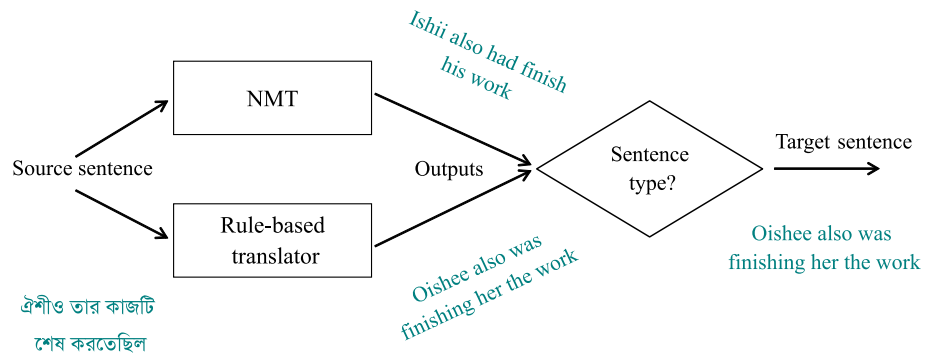 Ishii also had finish
his work
NMT
Source sentence
Outputs
Sentence
type?
Target sentence
Rule-based
translator
Oishee also was
finishing her the work
Oishee also was
finishing her the work
ঐশীও তার কাজটি
শেষ করতেছিল